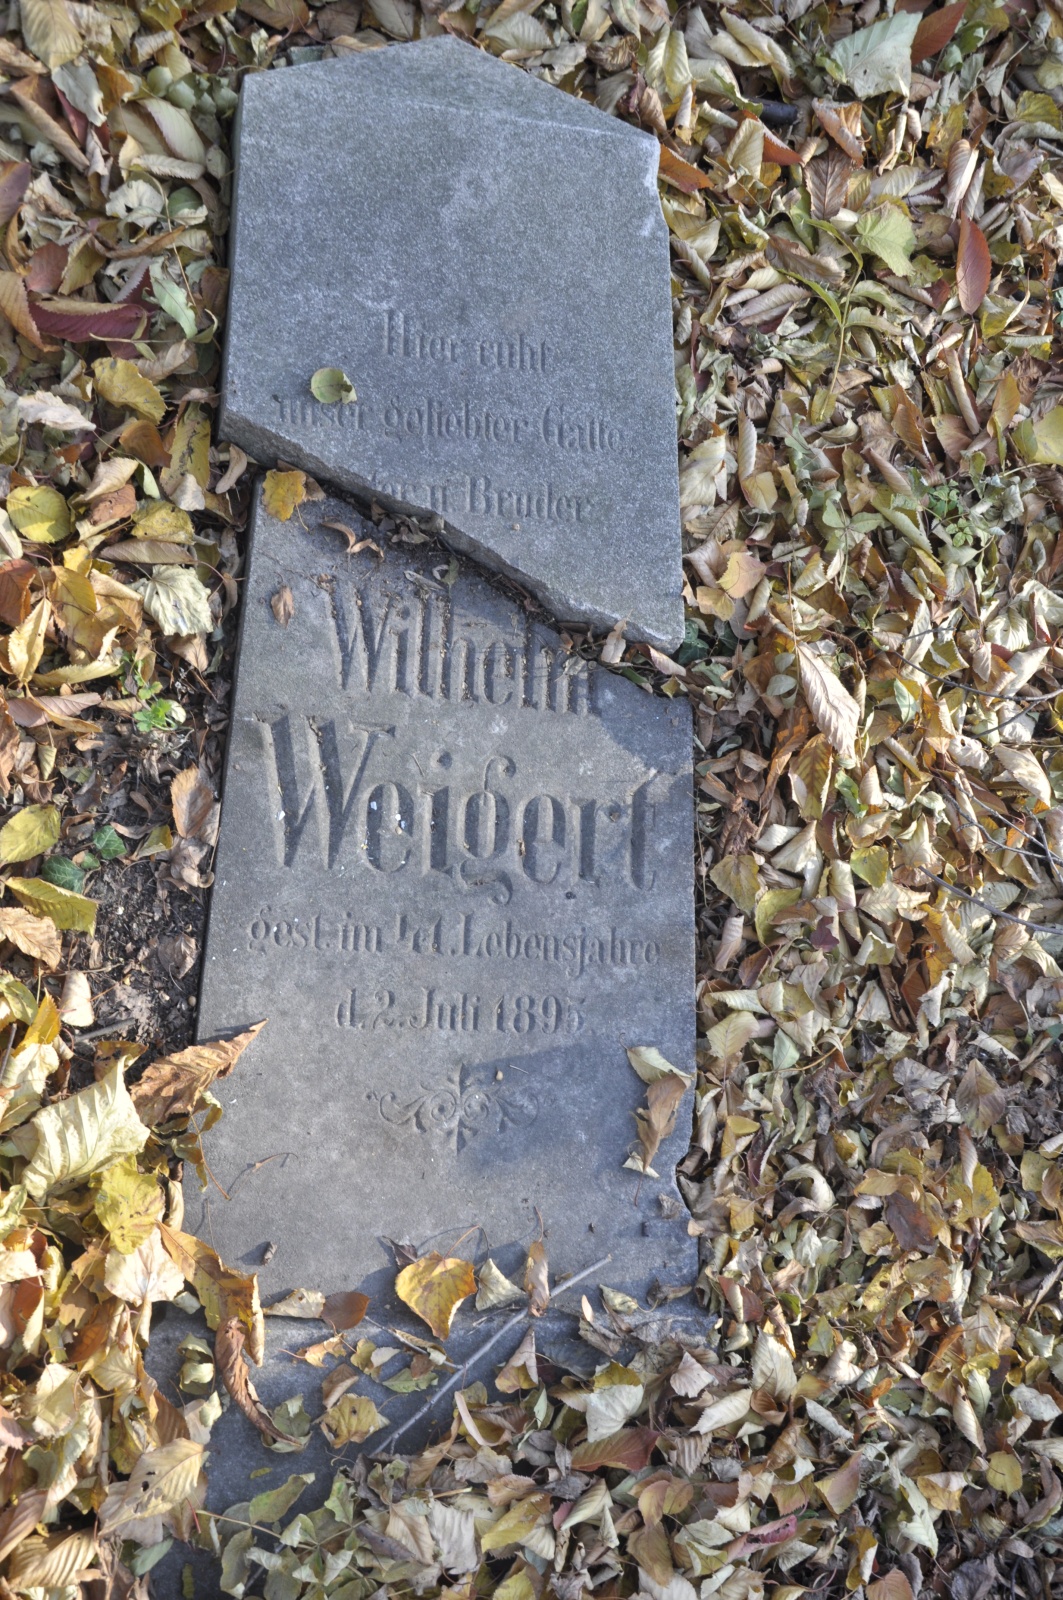 Hier ruht
unser geliebter Gatte,
u. Bruder
Wilhelm
Weigert
gest. im Lebensjahre
d. 2. Juli 1895